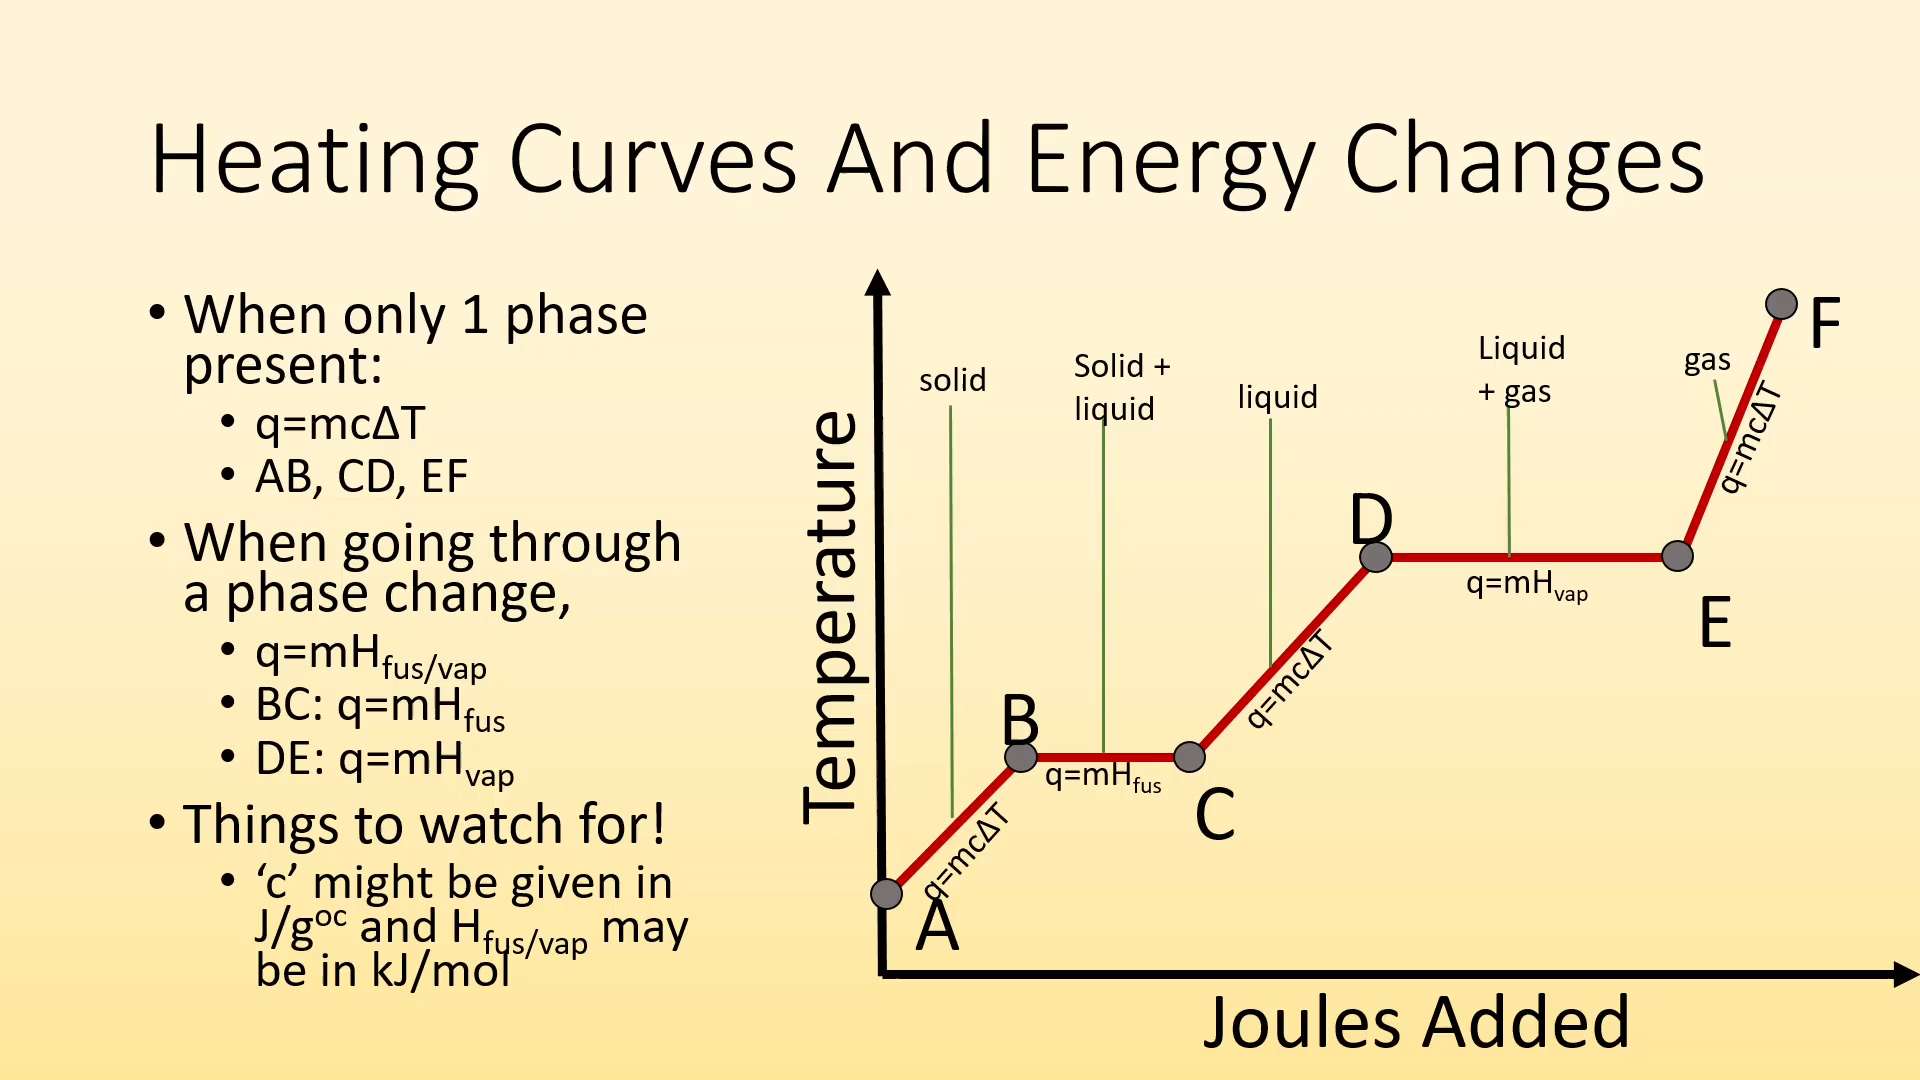 Heating Curves And Energy Changes
• When only 1 phase
present:
• q=mcΔT
• AB, CD, EF
• When going through
a phase change,
• q=mHfus/vap
• BC: q=mHfus
• DE: q=mHvap
• Things to watch for!
• ‘c’ might be given in
J/goc and Hfus/vap may
be in kJ/mol
Temperature
solid
Solid +
liquid
liquid
Liquid
+ gas
gas
F
q=mcΔT
D
q=mHvap
E
q=mcΔT
B
q=mHfus
C
q=mcΔT
A
Joules Added